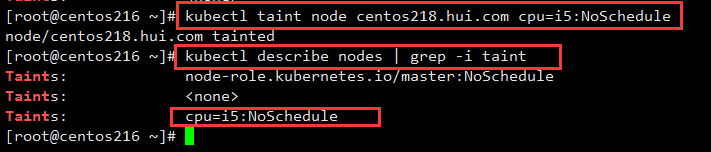 [root@centos216 ~]# kubectl taint node centos218.hui.com cpu=i5:NoSchedule
node/centos218.hui.com tainted
[root@centos216 ~]# kubectl describe nodes | grep -i taint
Taints: node-role.kubernetes.io/master:NoSchedule
Taints: <none>
Taints: cpu=i5:NoSchedule
[root@centos216 ~]#